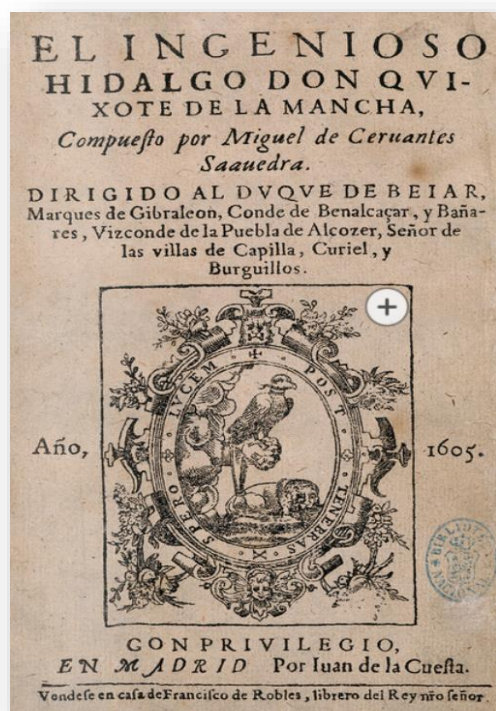 EL INGENIOSO
HIDALGO DON QVI-
XOTE DE LA MANCHA,
Compueſto por Miguel de Ceruantes
Saauedra.
DIRIGIDO AL DVQVE DE BEIAR,
Marques de Gibraleon, Conde de Benalcaçar, y Baña-
res, Vizconde de la Puebla de Alcozer, Señor de
las villas de Capilla, Curiel, y
Burguillos.
SPERO LVCEM POST TENEBRAS
Año, 1605.
CON PRIVILEGIO,
EN MADRID Por Iuan de la Cueſta.
Vendeſe en caſa de Franciſco de Robles, librero del Rey nr̃o ſeñor